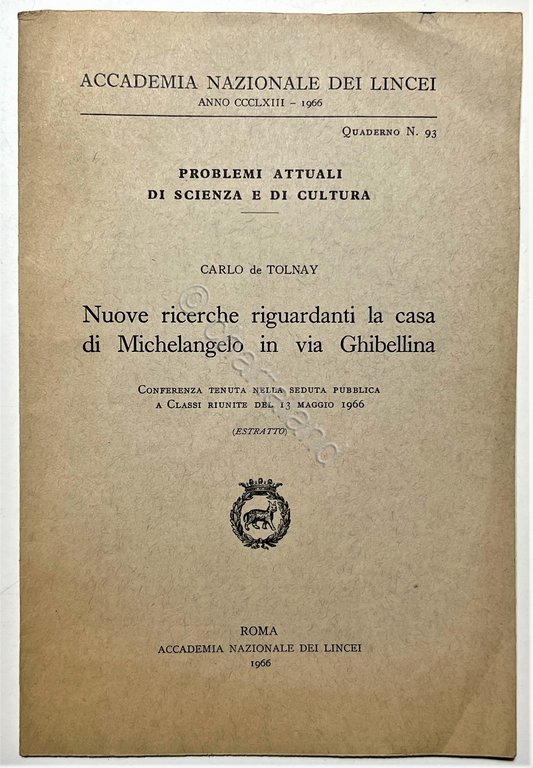 ACCADEMIA NAZIONALE DEI LINCEI
ANNO CCCLXIII – 1966
QUADERNO N. 93
PROBLEMI ATTUALI
DI SCIENZA E DI CULTURA
CARLO de TOLNAY
Nuove ricerche riguardanti la casa
di Michelangelo in via Ghibellina
CONFERENZA TENUTA NELLA SEDUTA PUBBLICA
A CLASSI RIUNITE DEL 13 MAGGIO 1966
(ESTRATTO)
ROMA
ACCADEMIA NAZIONALE DEI LINCEI
1966